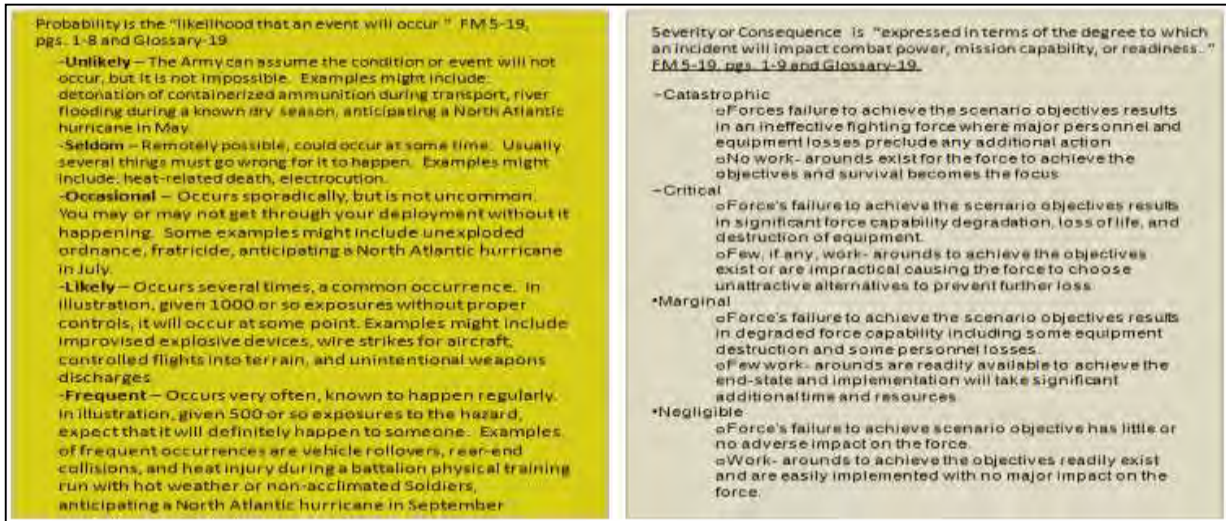 Probability is the "likelihood that an event will occur." FM 5-19,
pgs. 1-8 and Glossary-19
-Unlikely – The Army can assume the condition or event will not
occur, but it is not impossible. Examples might include:
detonation of containerized ammunition during transport, river
flooding during a known dry season, anticipating a North Atlantic
hurricane in May
-Seldom – Remotely possible, could occur at some time. Usually
several things must go wrong for it to happen. Examples might
include: heat-related death, electrocution.
-Occasional – Occurs sporadically, but is not uncommon.
You may or may not get through your deployment without it
happening. Some examples might include unexploded
ordnance, fratricide, anticipating a North Atlantic hurricane
in July.
-Likely – Occurs several times, a common occurrence. In
illustration, given 1000 or so exposures without proper
controls, it will occur at some point. Examples might include
improvised explosive devices, wire strikes for aircraft,
controlled flights into terrain, and unintentional weapons
discharges
-Frequent – Occurs very often, known to happen regularly.
In illustration, given 500 or so exposures to the hazard,
expect that it will definitely happen to someone. Examples
of frequent occurrences are vehicle rollovers, rear-end
collisions, and heat injury during a battalion physical training
run with hot weather or non-acclimated Soldiers,
anticipating a North Atlantic hurricane in September
Severity or Consequence is "expressed in terms of the degree to which
an incident will impact combat power, mission capability, or readiness.."
FM 5-19, pgs. 1-9 and Glossary-19.
-Catastrophic
oForces failure to achieve the scenario objectives results
in an ineffective fighting force where major personnel and
equipment losses preclude any additional action
oNo work- arounds exist for the force to achieve the
objectives and survival becomes the focus
-Critical
oForce's failure to achieve the scenario objectives results
in significant force capability degradation, loss of life, and
destruction of equipment.
oFew, if any, work- arounds to achieve the objectives
exist or are impractical causing the force to choose
unattractive alternatives to prevent further loss
•Marginal
oForce's failure to achieve the scenario objectives results
in degraded force capability including some equipment
destruction and some personnel losses.
oFew work- arounds are readily available to achieve the
end-state and implementation will take significant
additional time and resources
•Negligible
oForce's failure to achieve scenario objective has little or
no adverse impact on the force.
oWork- arounds to achieve the objectives readily exist
and are easily implemented with no major impact on the
force.